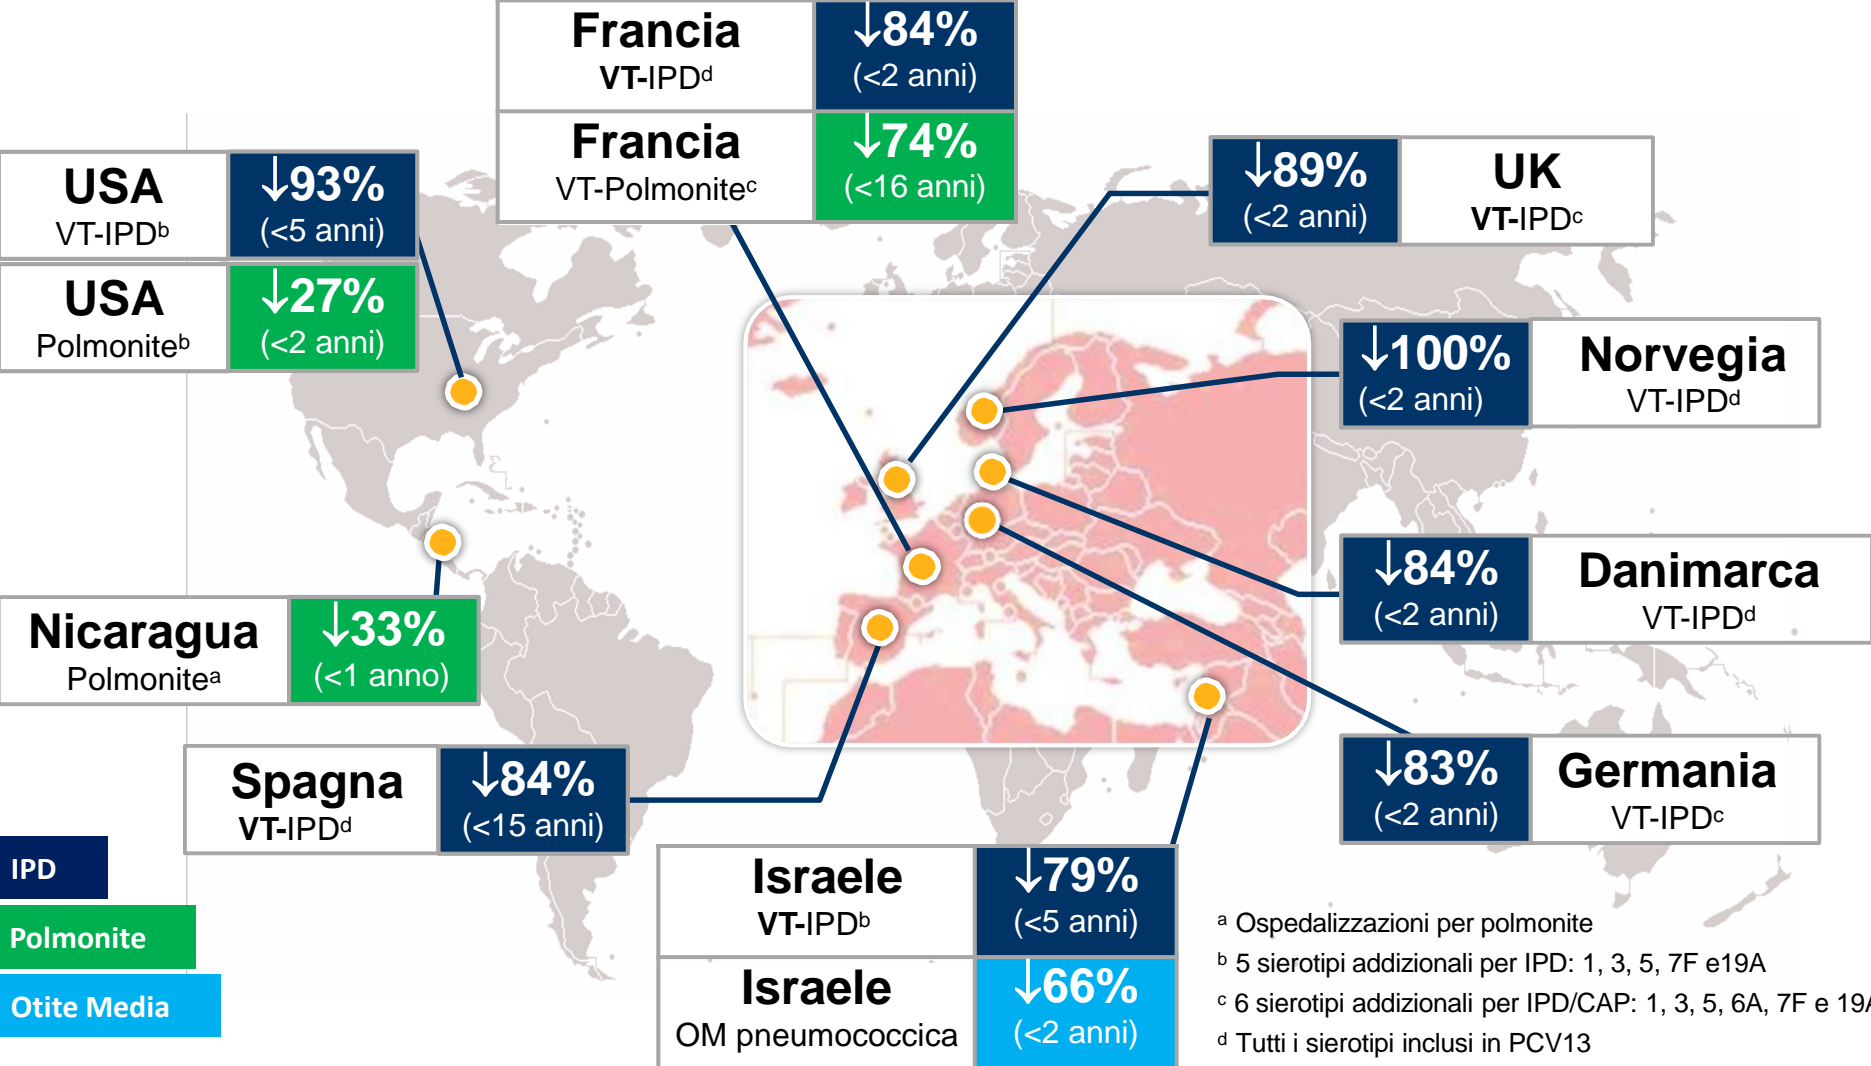 Francia
VT-IPDᵈ
↓84%
(<2 anni)
Francia
VT-Polmoniteᶜ
↓74%
(<16 anni)
USA
VT-IPDᵇ
↓93%
(<5 anni)
USA
Polmoniteᵇ
↓27%
(<2 anni)
↓89%
(<2 anni)
UK
VT-IPDᶜ
↓100%
(<2 anni)
Norvegia
VT-IPDᵈ
↓84%
(<2 anni)
Danimarca
VT-IPDᵈ
Nicaragua
Polmoniteᵃ
↓33%
(<1 anno)
Spagna
VT-IPDᵈ
↓84%
(<15 anni)
↓83%
(<2 anni)
Germania
VT-IPDᶜ
Israele
VT-IPDᵇ
↓79%
(<5 anni)
Israele
OM pneumococcica
↓66%
(<2 anni)
IPD
Polmonite
Otite Media
ᵃ Ospedalizzazioni per polmonite
ᵇ 5 sierotipi addizionali per IPD: 1, 3, 5, 7F e19A
ᶜ 6 sierotipi addizionali per IPD/CAP: 1, 3, 5, 6A, 7F e 19A
ᵈ Tutti i sierotipi inclusi in PCV13